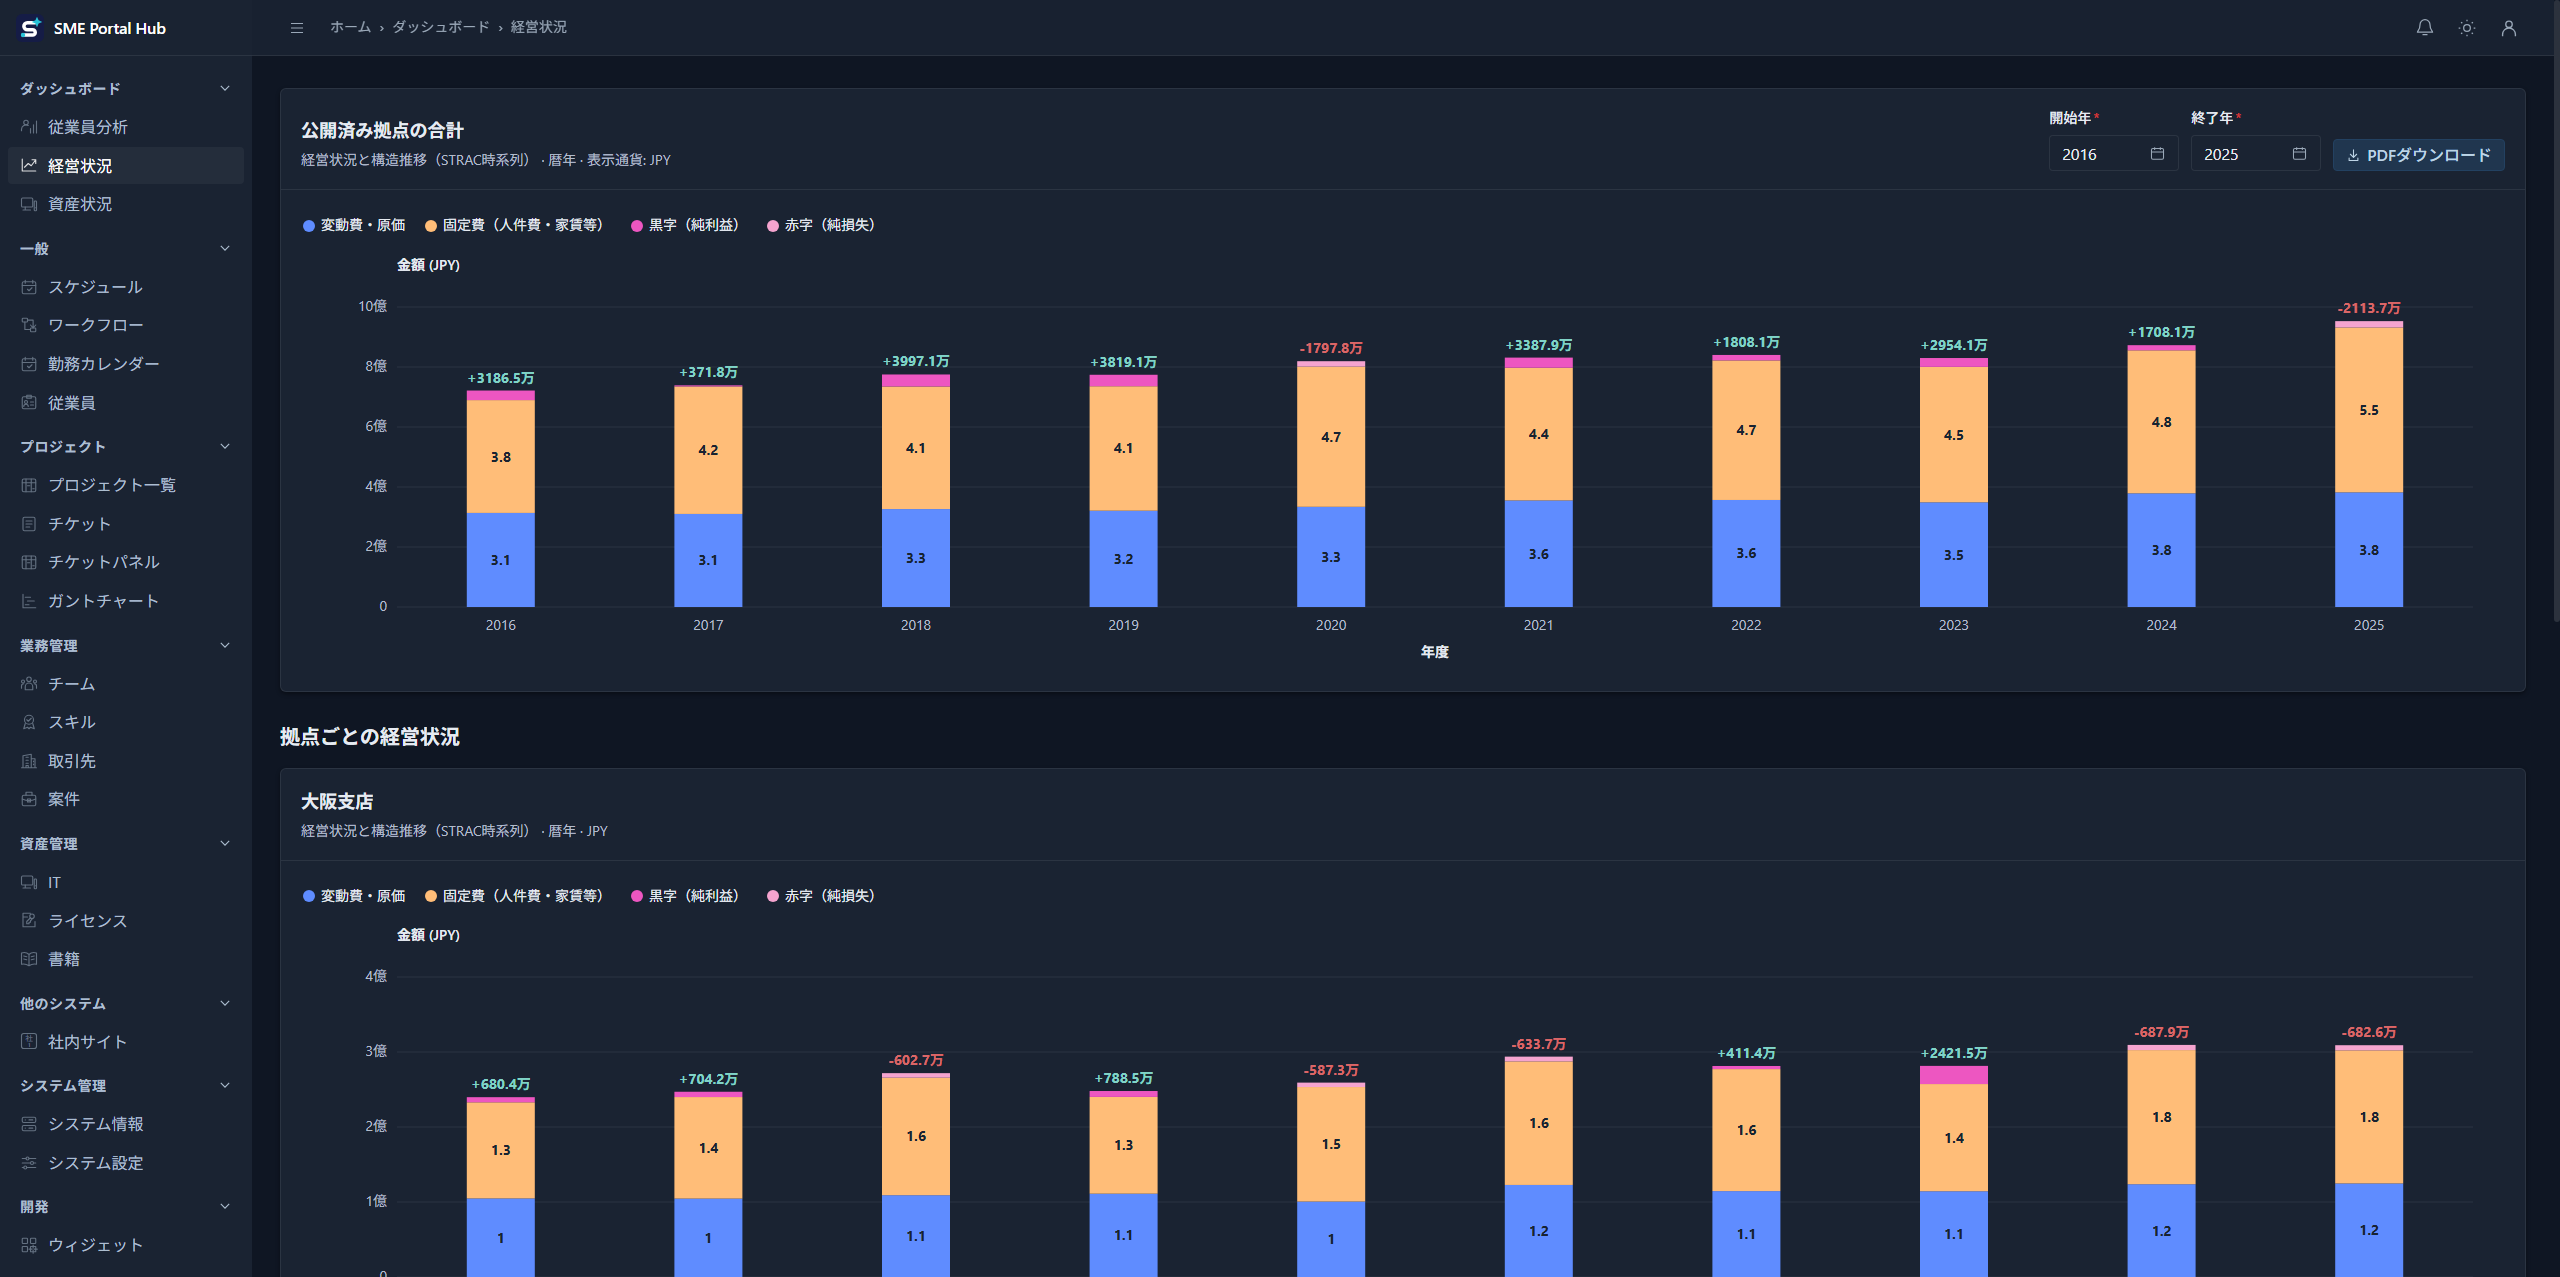 SME Portal Hub
ホーム › ダッシュボード › 経営状況
ダッシュボード
従業員分析
経営状況
資産状況
一般
スケジュール
ワークフロー
勤務カレンダー
従業員
プロジェクト
プロジェクト一覧
チケット
チケットパネル
ガントチャート
業務管理
チーム
スキル
取引先
案件
資産管理
IT
ライセンス
書籍
他のシステム
社内サイト
システム管理
システム情報
システム設定
開発
ウィジェット
公開済み拠点の合計
経営状況と構造推移（STRAC時系列） · 暦年 · 表示通貨: JPY
開始年* 終了年*
2016 2025 PDFダウンロード
変動費・原価 固定費（人件費・家賃等） 黒字（純利益） 赤字（純損失）
金額 (JPY)
10億
8億
6億
4億
2億
0
+3186.5万 +371.8万 +3997.1万 +3819.1万 -1797.8万 +3387.9万 +1808.1万 +2954.1万 +1708.1万 -2113.7万
3.8 4.2 4.1 4.1 4.7 4.4 4.7 4.5 4.8 5.5
3.1 3.1 3.3 3.2 3.3 3.6 3.6 3.5 3.8 3.8
2016 2017 2018 2019 2020 2021 2022 2023 2024 2025
年度
拠点ごとの経営状況
大阪支店
経営状況と構造推移（STRAC時系列） · 暦年 · JPY
変動費・原価 固定費（人件費・家賃等） 黒字（純利益） 赤字（純損失）
金額 (JPY)
4億
3億
2億
1億
0
+680.4万 +704.2万 -602.7万 +788.5万 -587.3万 -633.7万 +411.4万 +2421.5万 -687.9万 -682.6万
1.3 1.4 1.6 1.3 1.5 1.6 1.6 1.4 1.8 1.8
1 1 1.1 1.1 1 1.2 1.1 1.1 1.2 1.2